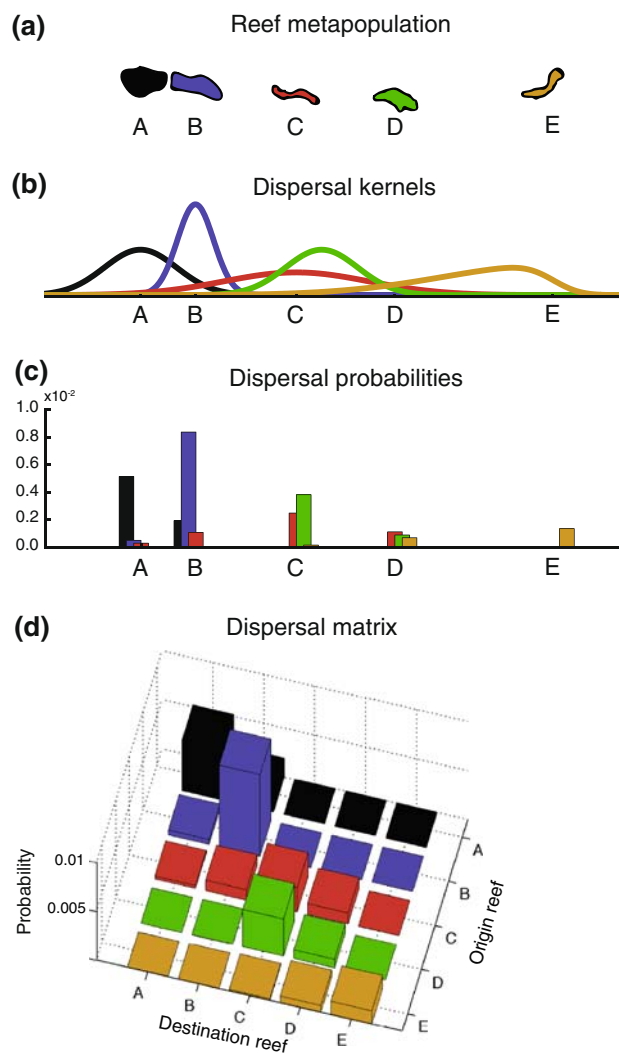 (a) Reef metapopulation
A B C D E
(b) Dispersal kernels
A B C D E
(c) Dispersal probabilities
x10-2
1.0
0.8
0.6
0.4
0.2
0.0
A B C D E
(d) Dispersal matrix
Probability
0.01
0.005
A B C D E
Destination reef
A B C D E
Origin reef